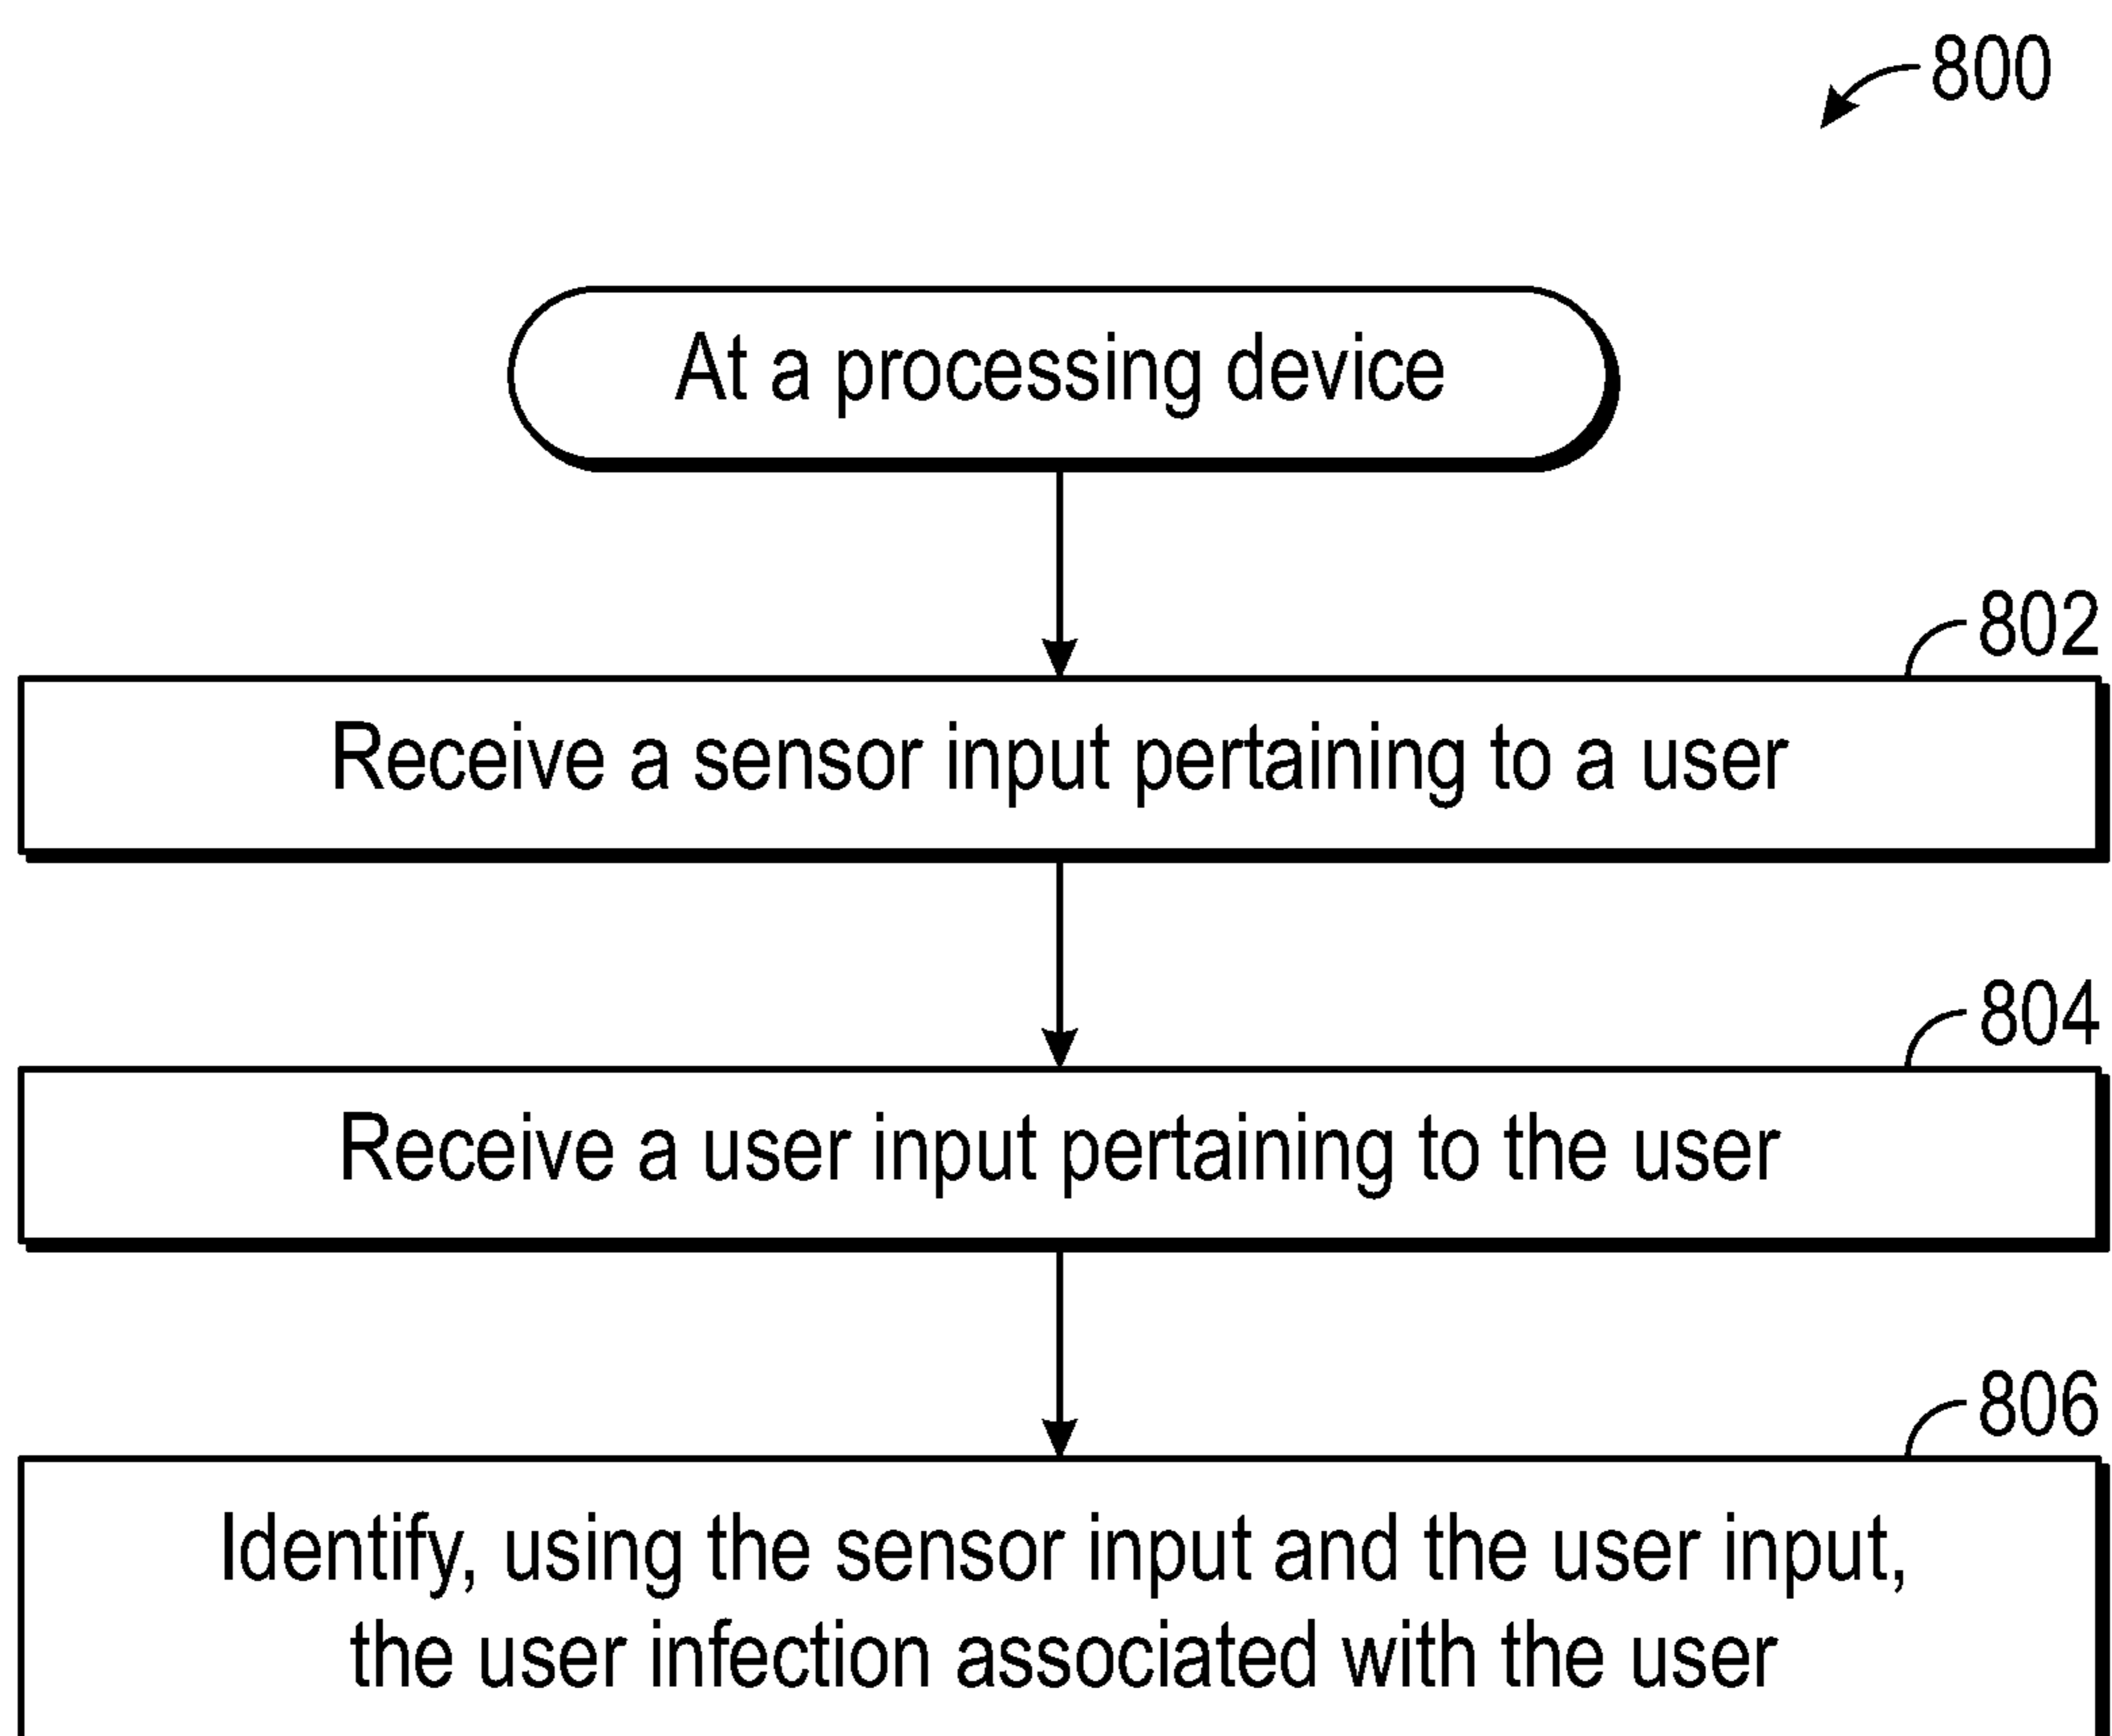 800
At a processing device
802
Receive a sensor input pertaining to a user
804
Receive a user input pertaining to the user
806
Identify, using the sensor input and the user input,
the user infection associated with the user